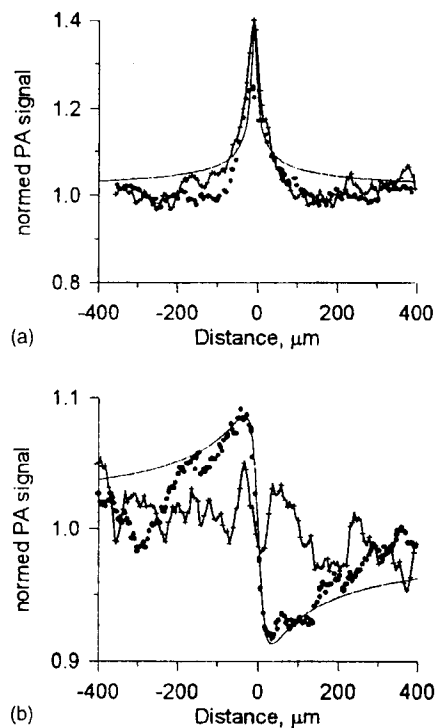 1.4
1.2
1.0
0.8
normed PA signal
-400 -200 0 200 400
(a)
Distance, μm
1.1
1.0
0.9
normed PA signal
-400 -200 0 200 400
(b)
Distance, μm